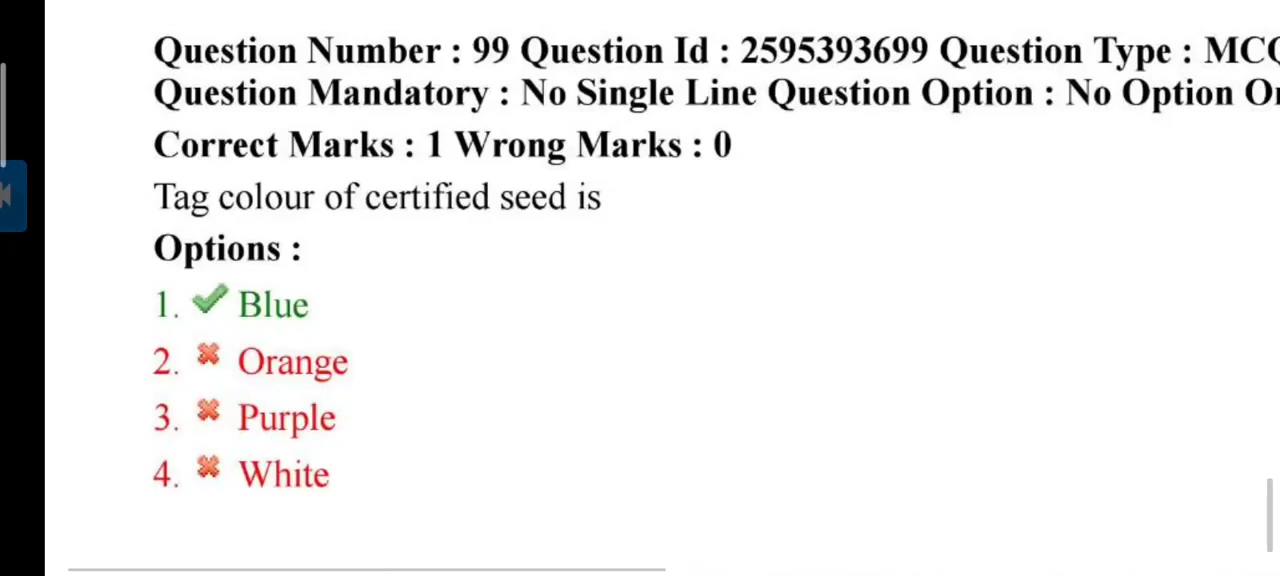 Question Number : 99 Question Id : 2595393699 Question Type : MCQ
Question Mandatory : No Single Line Question Option : No Option
Correct Marks : 1 Wrong Marks : 0
Tag colour of certified seed is
Options :
1. Blue
2. Orange
3. Purple
4. White